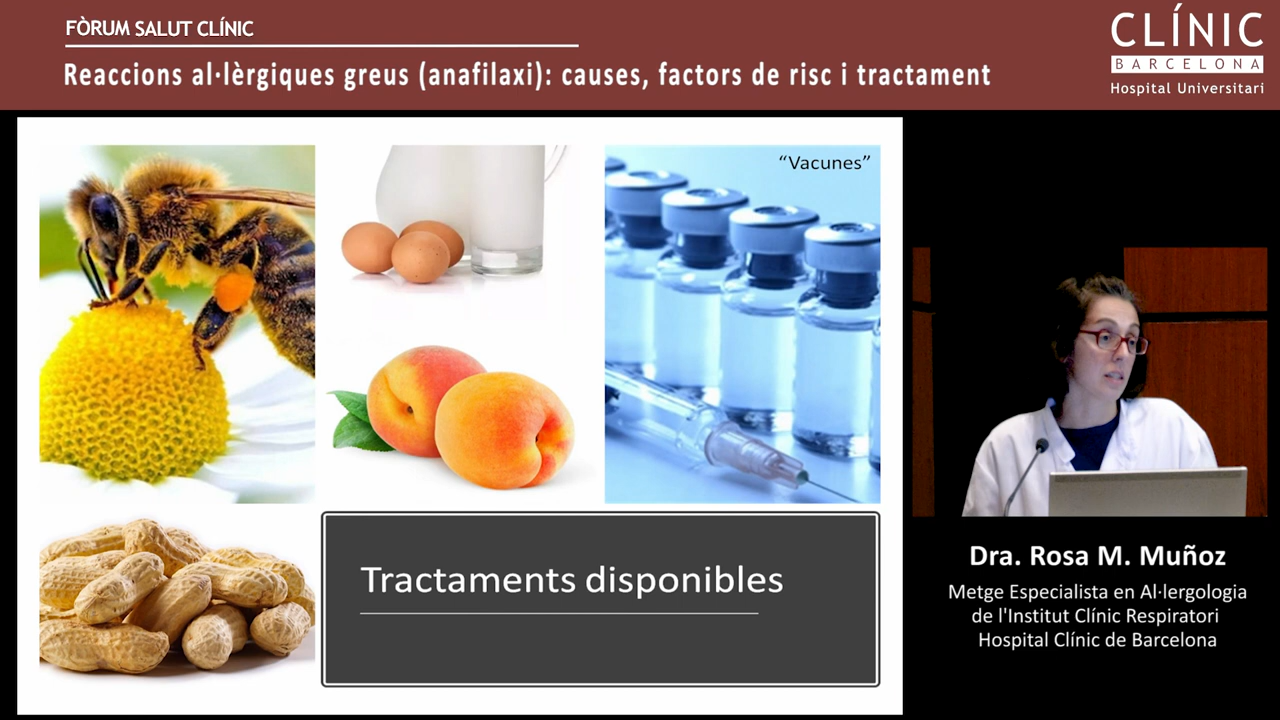 FÒRUM SALUT CLÍNIC
Reaccions al·lèrgiques greus (anafilaxi): causes, factors de risc i tractament
CLÍNIC
BARCELONA
Hospital Universitari
“Vacunes”
Tractaments disponibles
Dra. Rosa M. Muñoz
Metge Especialista en Al·lergologia
de l'Institut Clínic Respiratori
Hospital Clínic de Barcelona